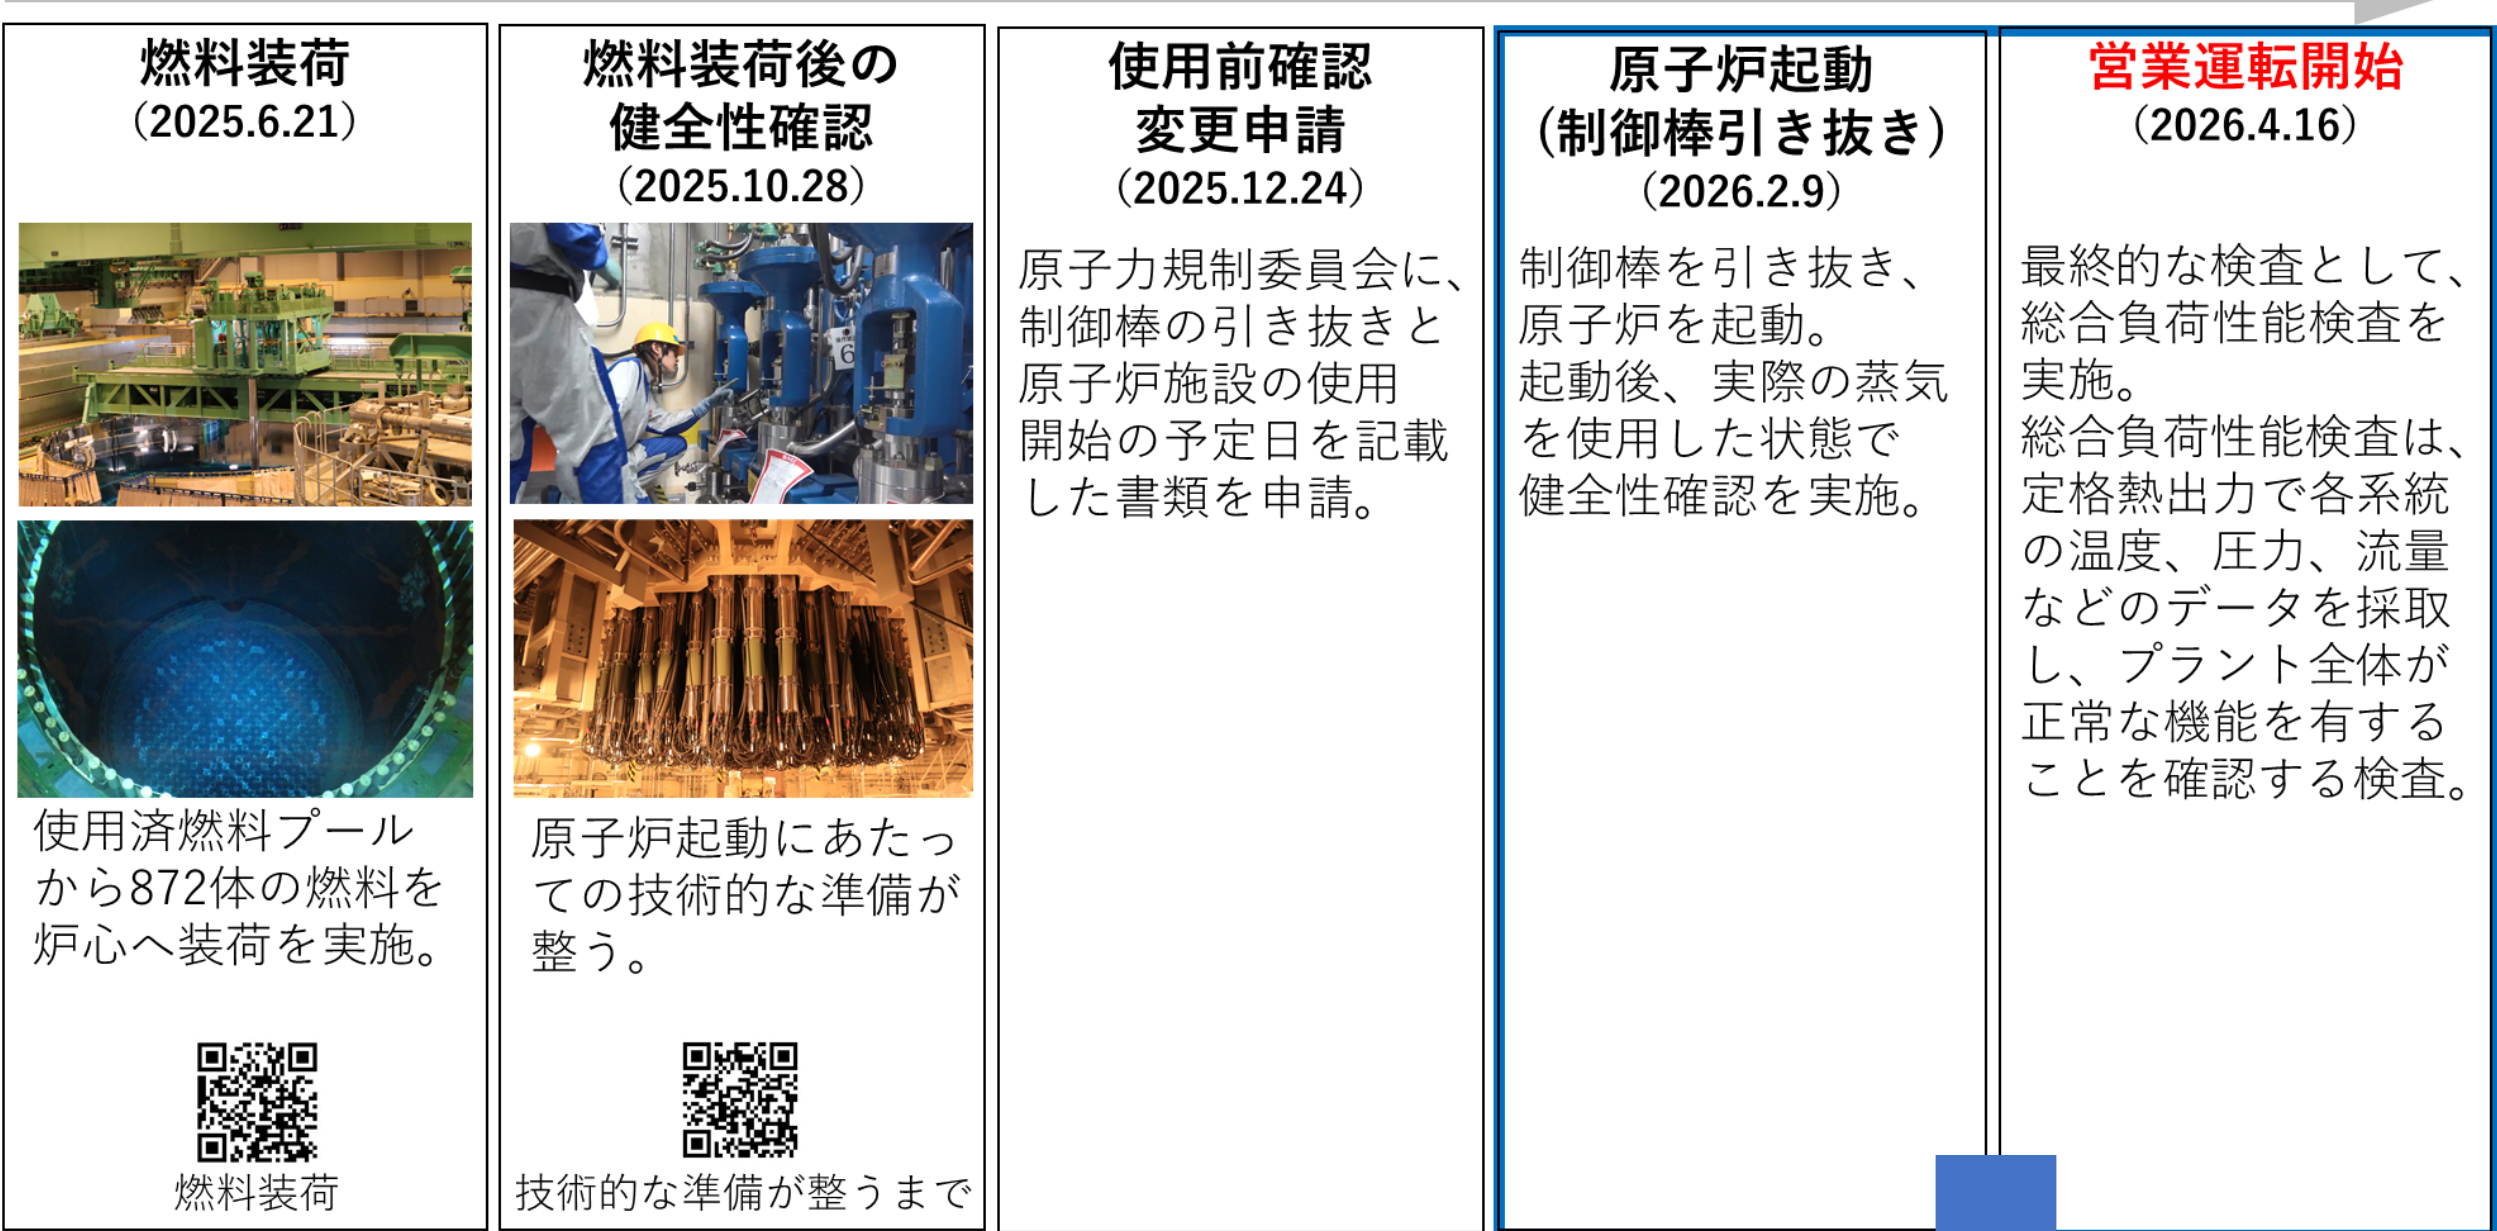 燃料装荷
（2025.6.21）
使用済燃料プール
から872体の燃料を
炉心へ装荷を実施。
燃料装荷
燃料装荷後の
健全性確認
（2025.10.28）
6
原子炉起動にあたっ
ての技術的な準備が
整う。
技術的な準備が整うまで
使用前確認
変更申請
（2025.12.24）
原子力規制委員会に、
制御棒の引き抜きと
原子炉施設の使用
開始の予定日を記載
した書類を申請。
原子炉起動
(制御棒引き抜き)
（2026.2.9）
制御棒を引き抜き、
原子炉を起動。
起動後、実際の蒸気
を使用した状態で
健全性確認を実施。
営業運転開始
（2026.4.16）
最終的な検査として、
総合負荷性能検査を
実施。
総合負荷性能検査は、
定格熱出力で各系統
の温度、圧力、流量
などのデータを採取
し、プラント全体が
正常な機能を有する
ことを確認する検査。